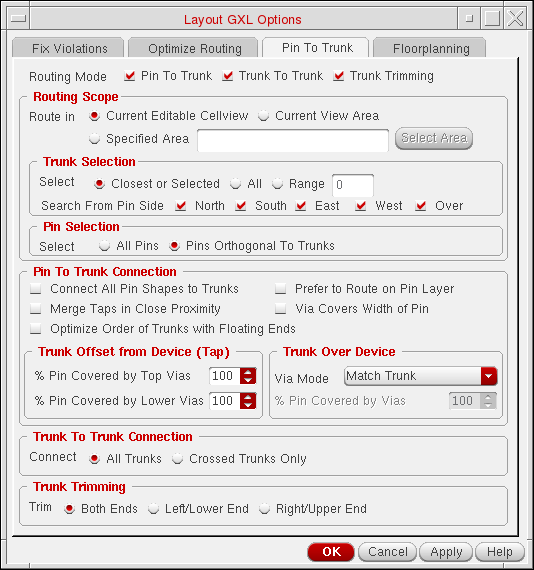 Layout GXL Options
Fix Violations Optimize Routing Pin To Trunk Floorplanning
Routing Mode Pin To Trunk Trunk To Trunk Trunk Trimming
Routing Scope
Route in Current Editable Cellview Current View Area
Specified Area Select Area
Trunk Selection
Select Closest or Selected All Range 0
Search From Pin Side North South East West Over
Pin Selection
Select All Pins Pins Orthogonal To Trunks
Pin To Trunk Connection
Connect All Pin Shapes to Trunks Prefer to Route on Pin Layer
Merge Taps in Close Proximity Via Covers Width of Pin
Optimize Order of Trunks with Floating Ends
Trunk Offset from Device (Tap) Trunk Over Device
% Pin Covered by Top Vias 100 Via Mode Match Trunk
% Pin Covered by Lower Vias 100 % Pin Covered by Vias 100
Trunk To Trunk Connection
Connect All Trunks Crossed Trunks Only
Trunk Trimming
Trim Both Ends Left/Lower End Right/Upper End
OK Cancel Apply Help